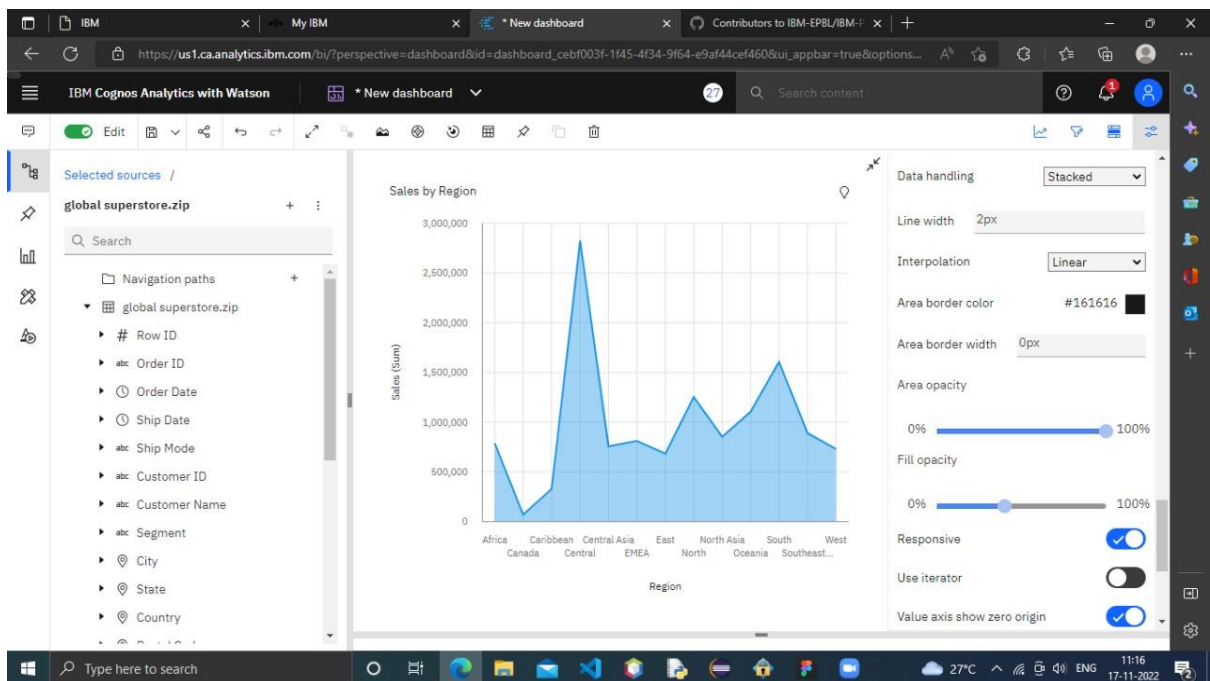 IBM
My IBM
* New dashboard
Contributors to IBM-EPBL/IBM-P
https://us1.ca.analytics.ibm.com/bi/?perspective=dashboard&id=dashboard_cebf003f-1f45-4f34-9f64-e9af44cef460&ui_appbar=true&options...
IBM Cognos Analytics with Watson
* New dashboard
27
Search content
1
Edit
Selected sources /
global superstore.zip
Search
Navigation paths
global superstore.zip
# Row ID
abc Order ID
Order Date
Ship Date
abc Ship Mode
abc Customer ID
abc Customer Name
abc Segment
City
State
Country
Sales by Region
3,000,000
2,500,000
2,000,000
1,500,000
1,000,000
500,000
0
Sales (Sum)
Africa Caribbean Central Asia East North Asia South West
Canada Central EMEA North Oceania Southeast...
Region
Data handling Stacked
Line width 2px
Interpolation Linear
Area border color #161616
Area border width 0px
Area opacity
0% 100%
Fill opacity
0% 100%
Responsive
Use iterator
Value axis show zero origin
Type here to search
27°C ENG
11:16
17-11-2022
2